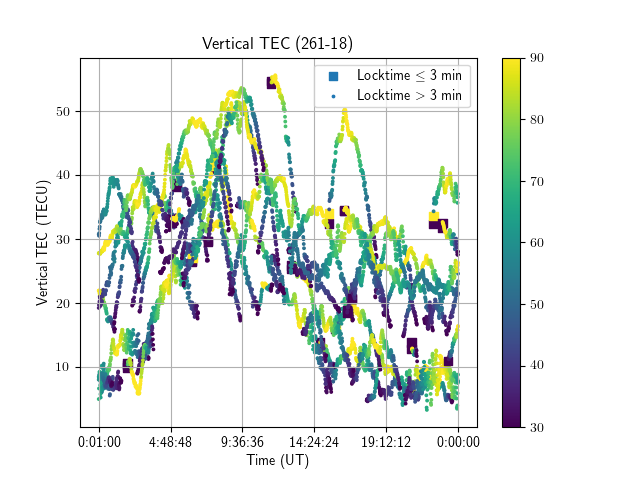 Vertical TEC (261-18)
Locktime ≤ 3 min
Locktime > 3 min
Vertical TEC (TECU)
50
40
30
20
10
0:01:00 4:48:48 9:36:36 14:24:24 19:12:12 0:00:00
Time (UT)
90
80
70
60
50
40
30